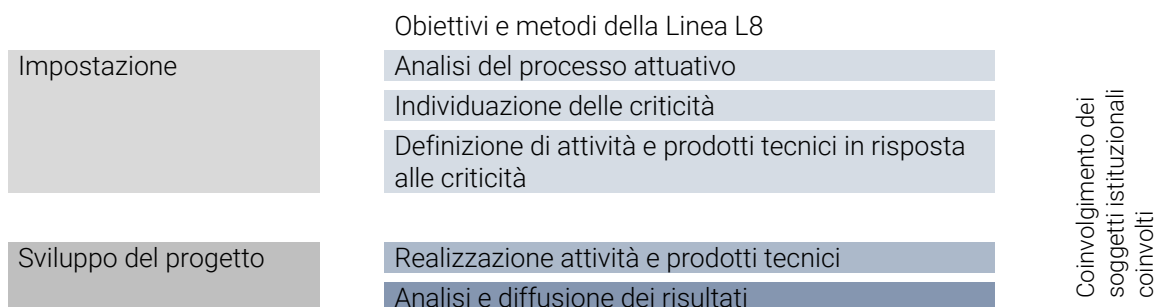 Obiettivi e metodi della Linea L8
Impostazione
Analisi del processo attuativo
Individuazione delle criticità
Definizione di attività e prodotti tecnici in risposta
alle criticità
Sviluppo del progetto
Realizzazione attività e prodotti tecnici
Analisi e diffusione dei risultati
Coinvolgimento dei
soggetti istituzionali
coinvolti